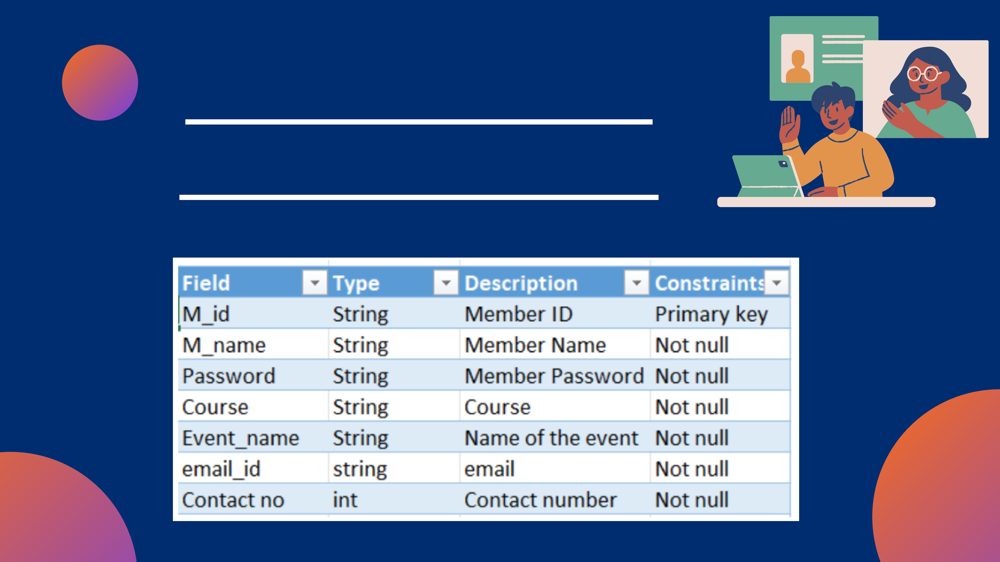 Field Type Description Constraints
M_id String Member ID Primary key
M_name String Member Name Not null
Password String Member Password Not null
Course String Course Not null
Event_name String Name of the event Not null
email_id string email Not null
Contact no int Contact number Not null